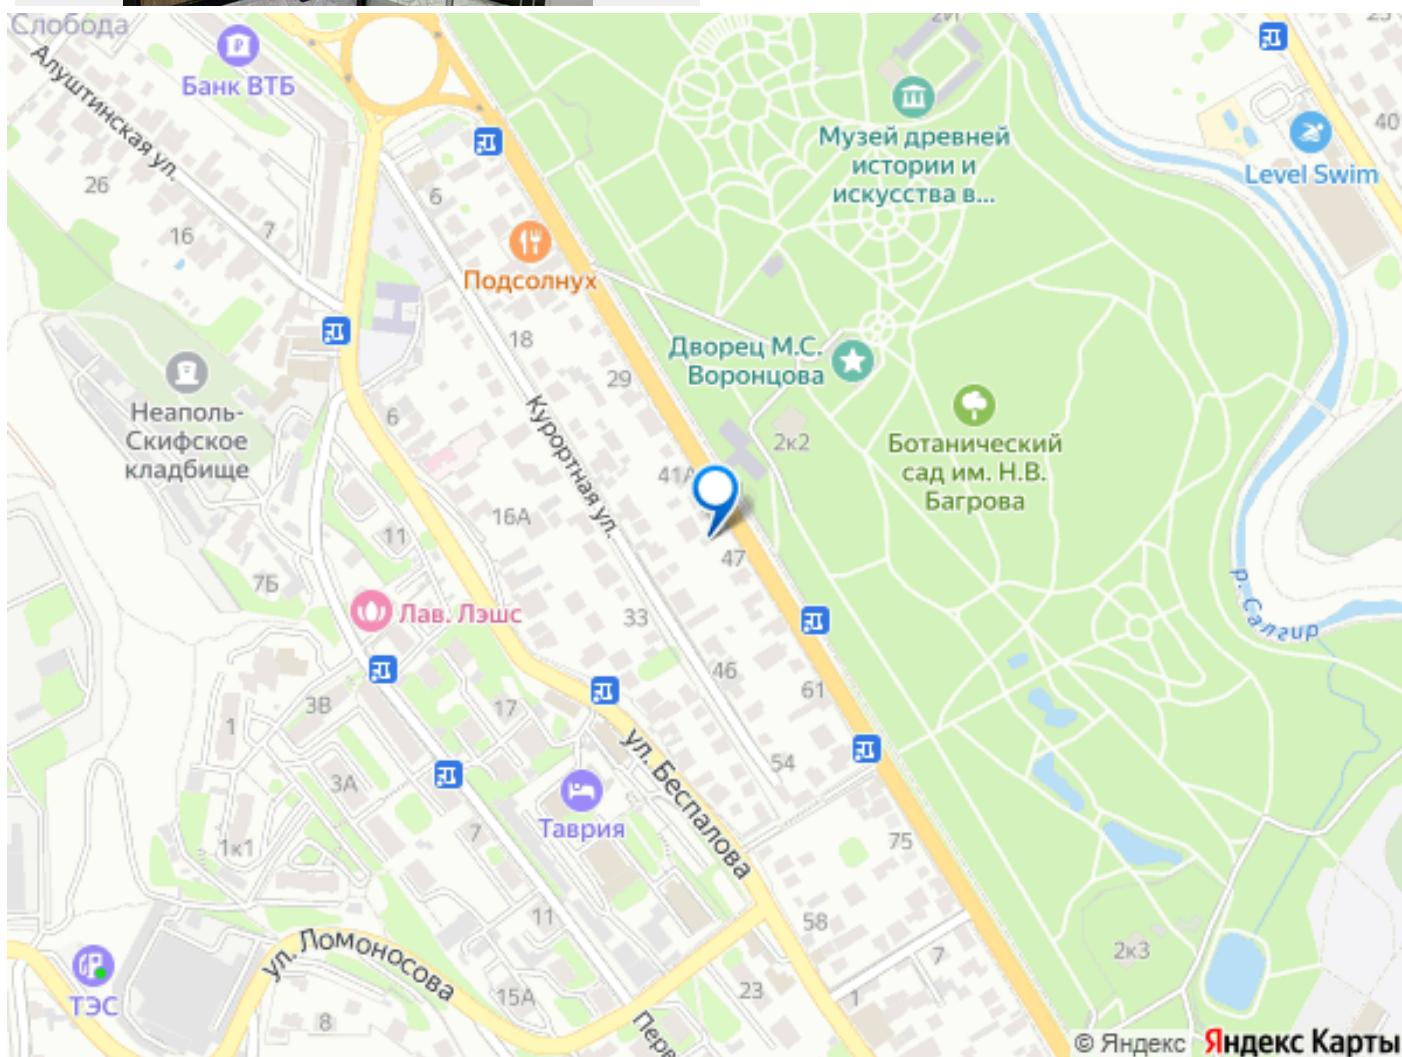 Слобода
Банк ВТБ
Алуштинская ул.
26
16
7
6
Подсолнух
18
29
Музей древней
истории и
искусства в...
Level Swim
40
Дворец М.С.
Воронцова
2к2
Ботанический
сад им. Н.В.
Багрова
Неаполь-
Скифское
кладбище
6
Курортная ул.
41А
16А
11
47
7Б
Лав. Лэшс
33
р. Салгир
46
61
3В
17
1
ул. Беспалова
54
3А
Таврия
7
1к1
75
11
58
ул. Ломоносова
7
2к3
ТЭС
15А
23
1
8
© Яндекс Яндекс Карты